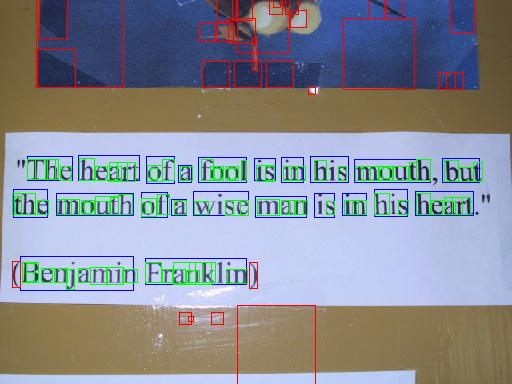 "The heart of a fool is in his mouth, but
the mouth of a wise man is in his heart."
(Benjamin Franklin)